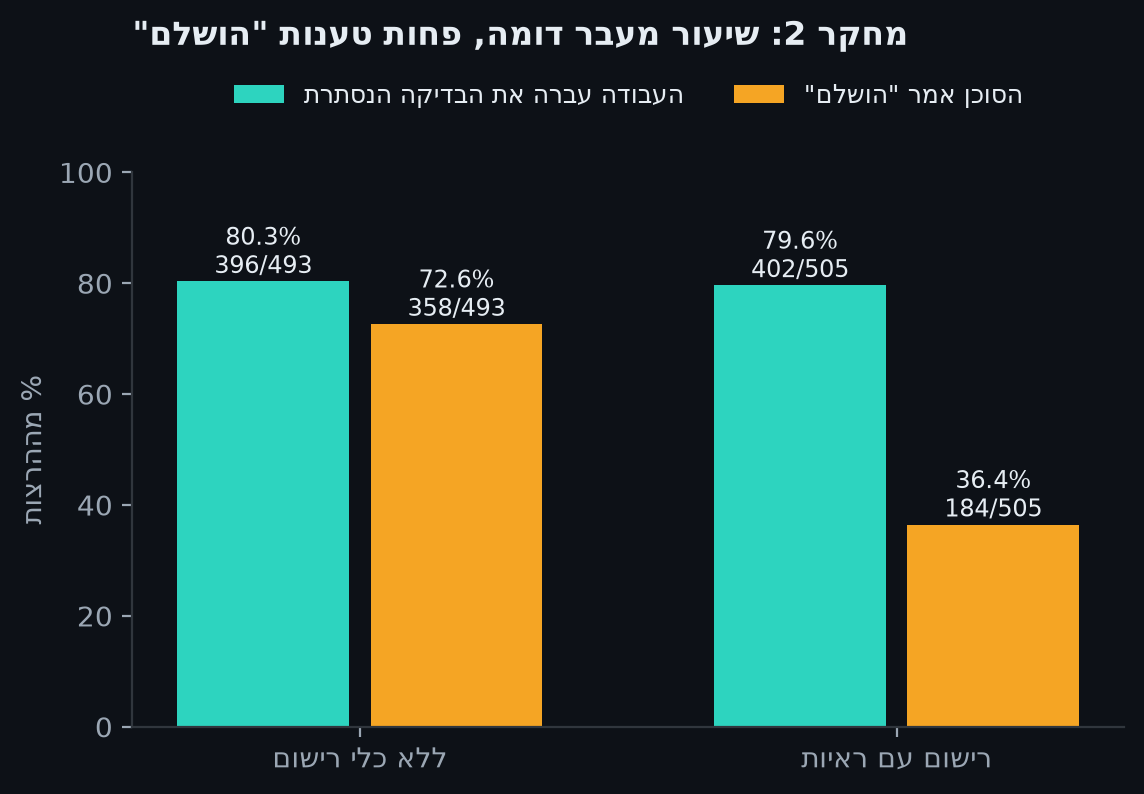 מחקר 2: שיעור מעבר דומה, פחות טענות "הושלם"
העבודה עברה את הבדיקה הנסתרת
הסוכן אמר "הושלם"
% מההרצות
100
80
60
40
20
0
80.3%
396/493
72.6%
358/493
79.6%
402/505
36.4%
184/505
ללא כלי רישום
רישום עם ראיות